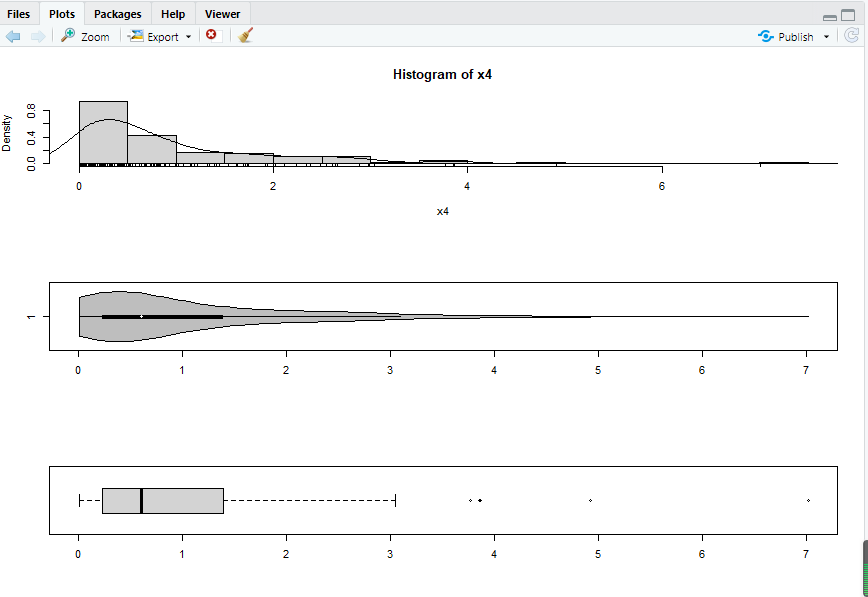 Files Plots Packages Help Viewer
Zoom Export Publish
Histogram of x4
Density
0.0 0.4 0.8
0 2 4 6
x4
1
0 1 2 3 4 5 6 7
0 1 2 3 4 5 6 7